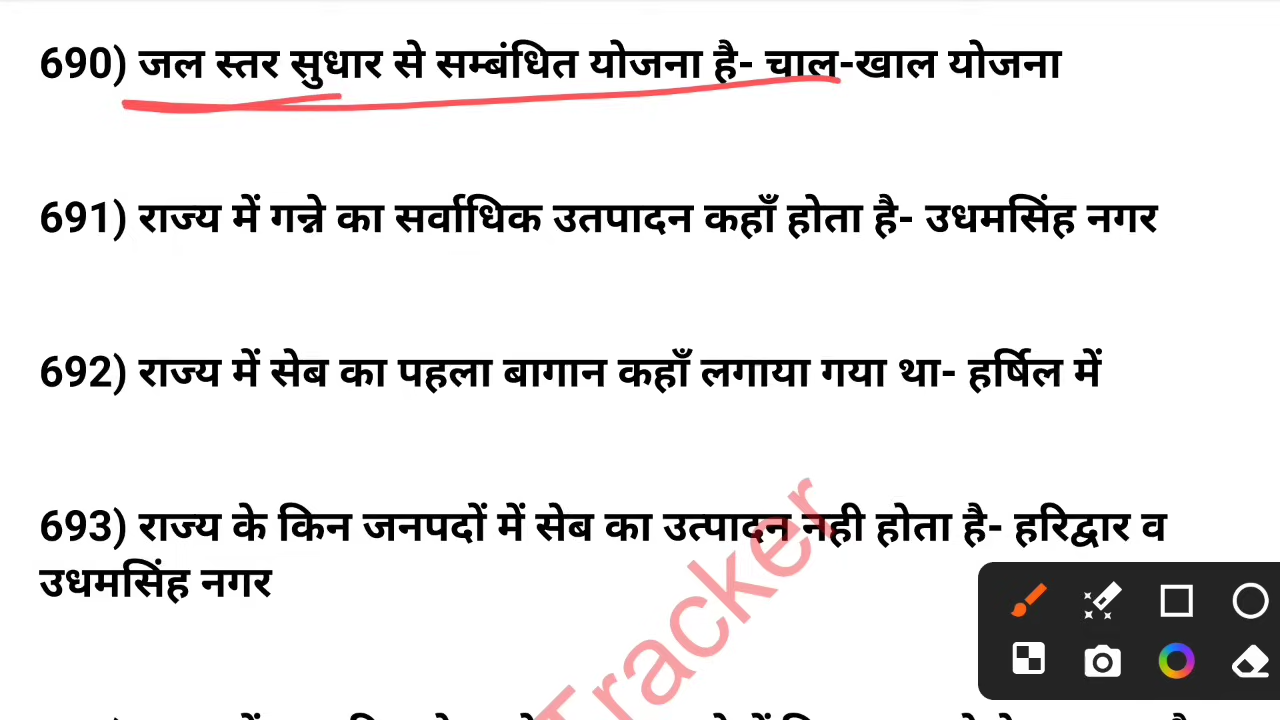 690) जल स्तर सुधार से सम्बंधित योजना है- चाल-खाल योजना
691) राज्य में गन्ने का सर्वाधिक उतपादन कहाँ होता है- उधमसिंह नगर
692) राज्य में सेब का पहला बागान कहाँ लगाया गया था- हर्षिल में
693) राज्य के किन जनपदों में सेब का उत्पादन नही होता है- हरिद्वार व
उधमसिंह नगर
Tracker